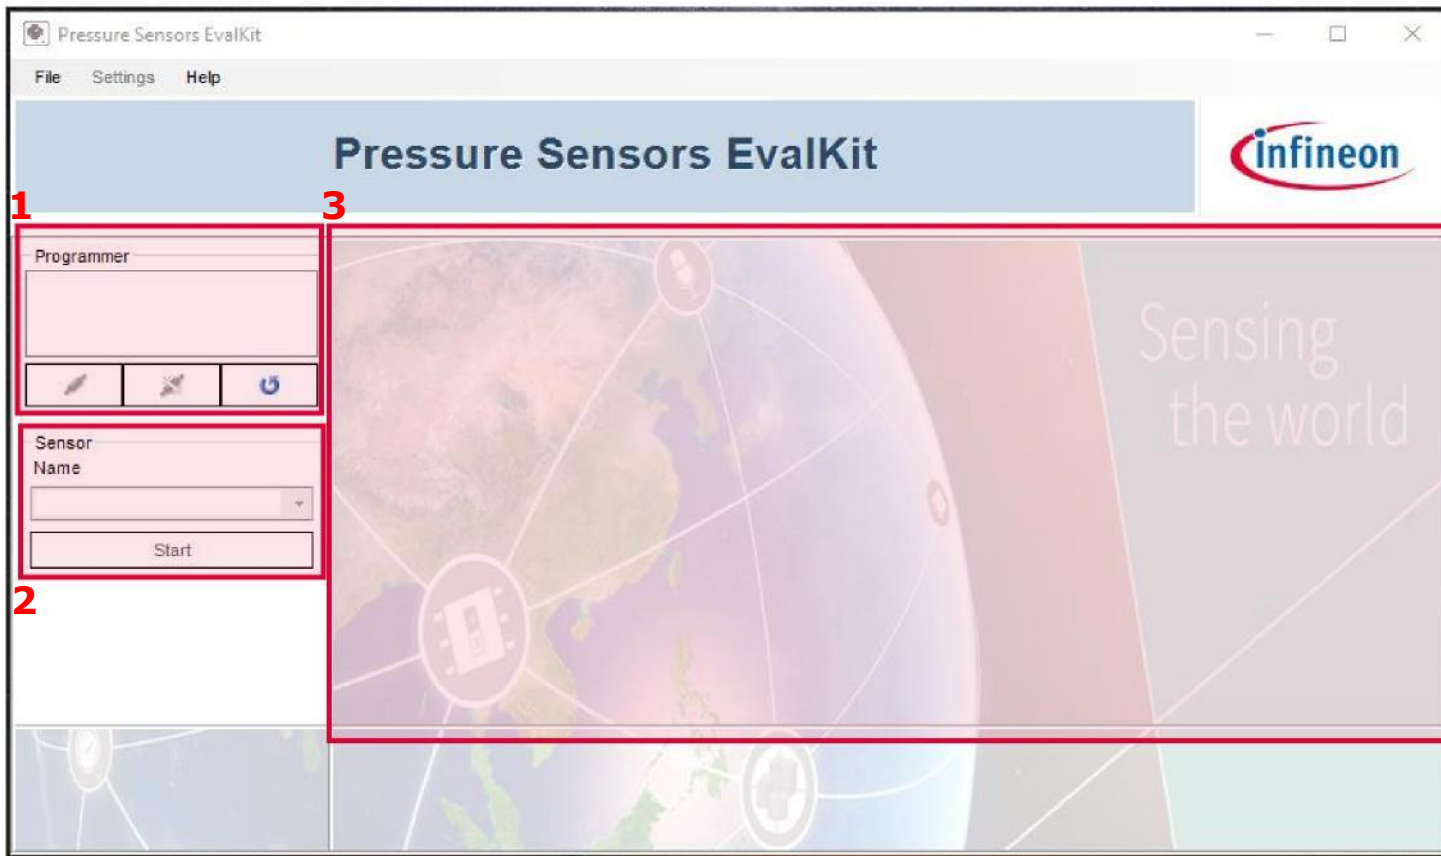 Pressure Sensors EvalKit
File Settings Help
Pressure Sensors EvalKit
infineon
1
3
Programmer
Sensing
the world
Sensor
Name
Start
2